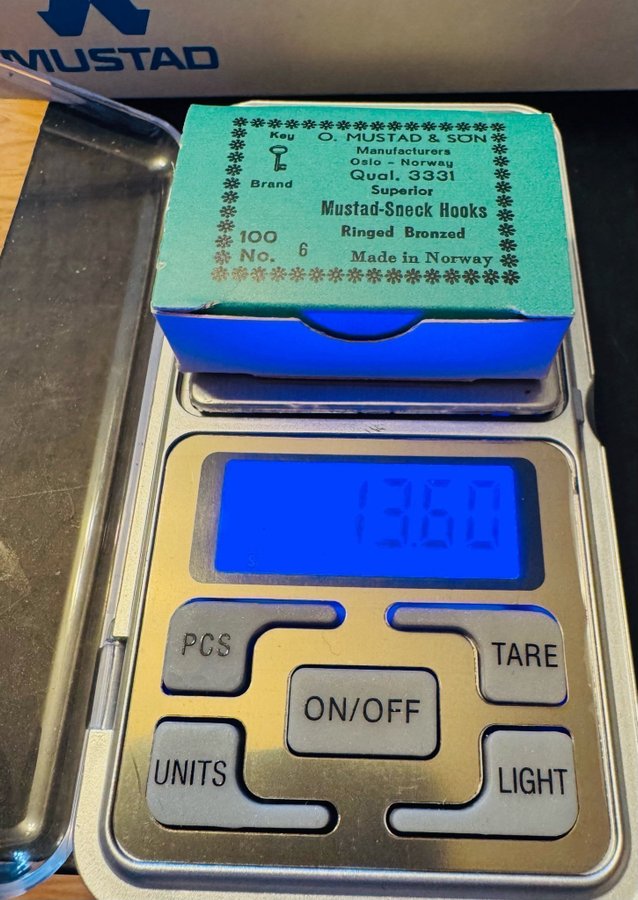 MUSTAD
Key O. MUSTAD & SÖN
Manufacturers
Oslo - Norway
Qual. 3331
Brand
Superior
Mustad-Sneck Hooks
Ringed Bronzed
100
No. 6
Made in Norway
13.60
PCS
TARE
ON/OFF
UNITS
LIGHT